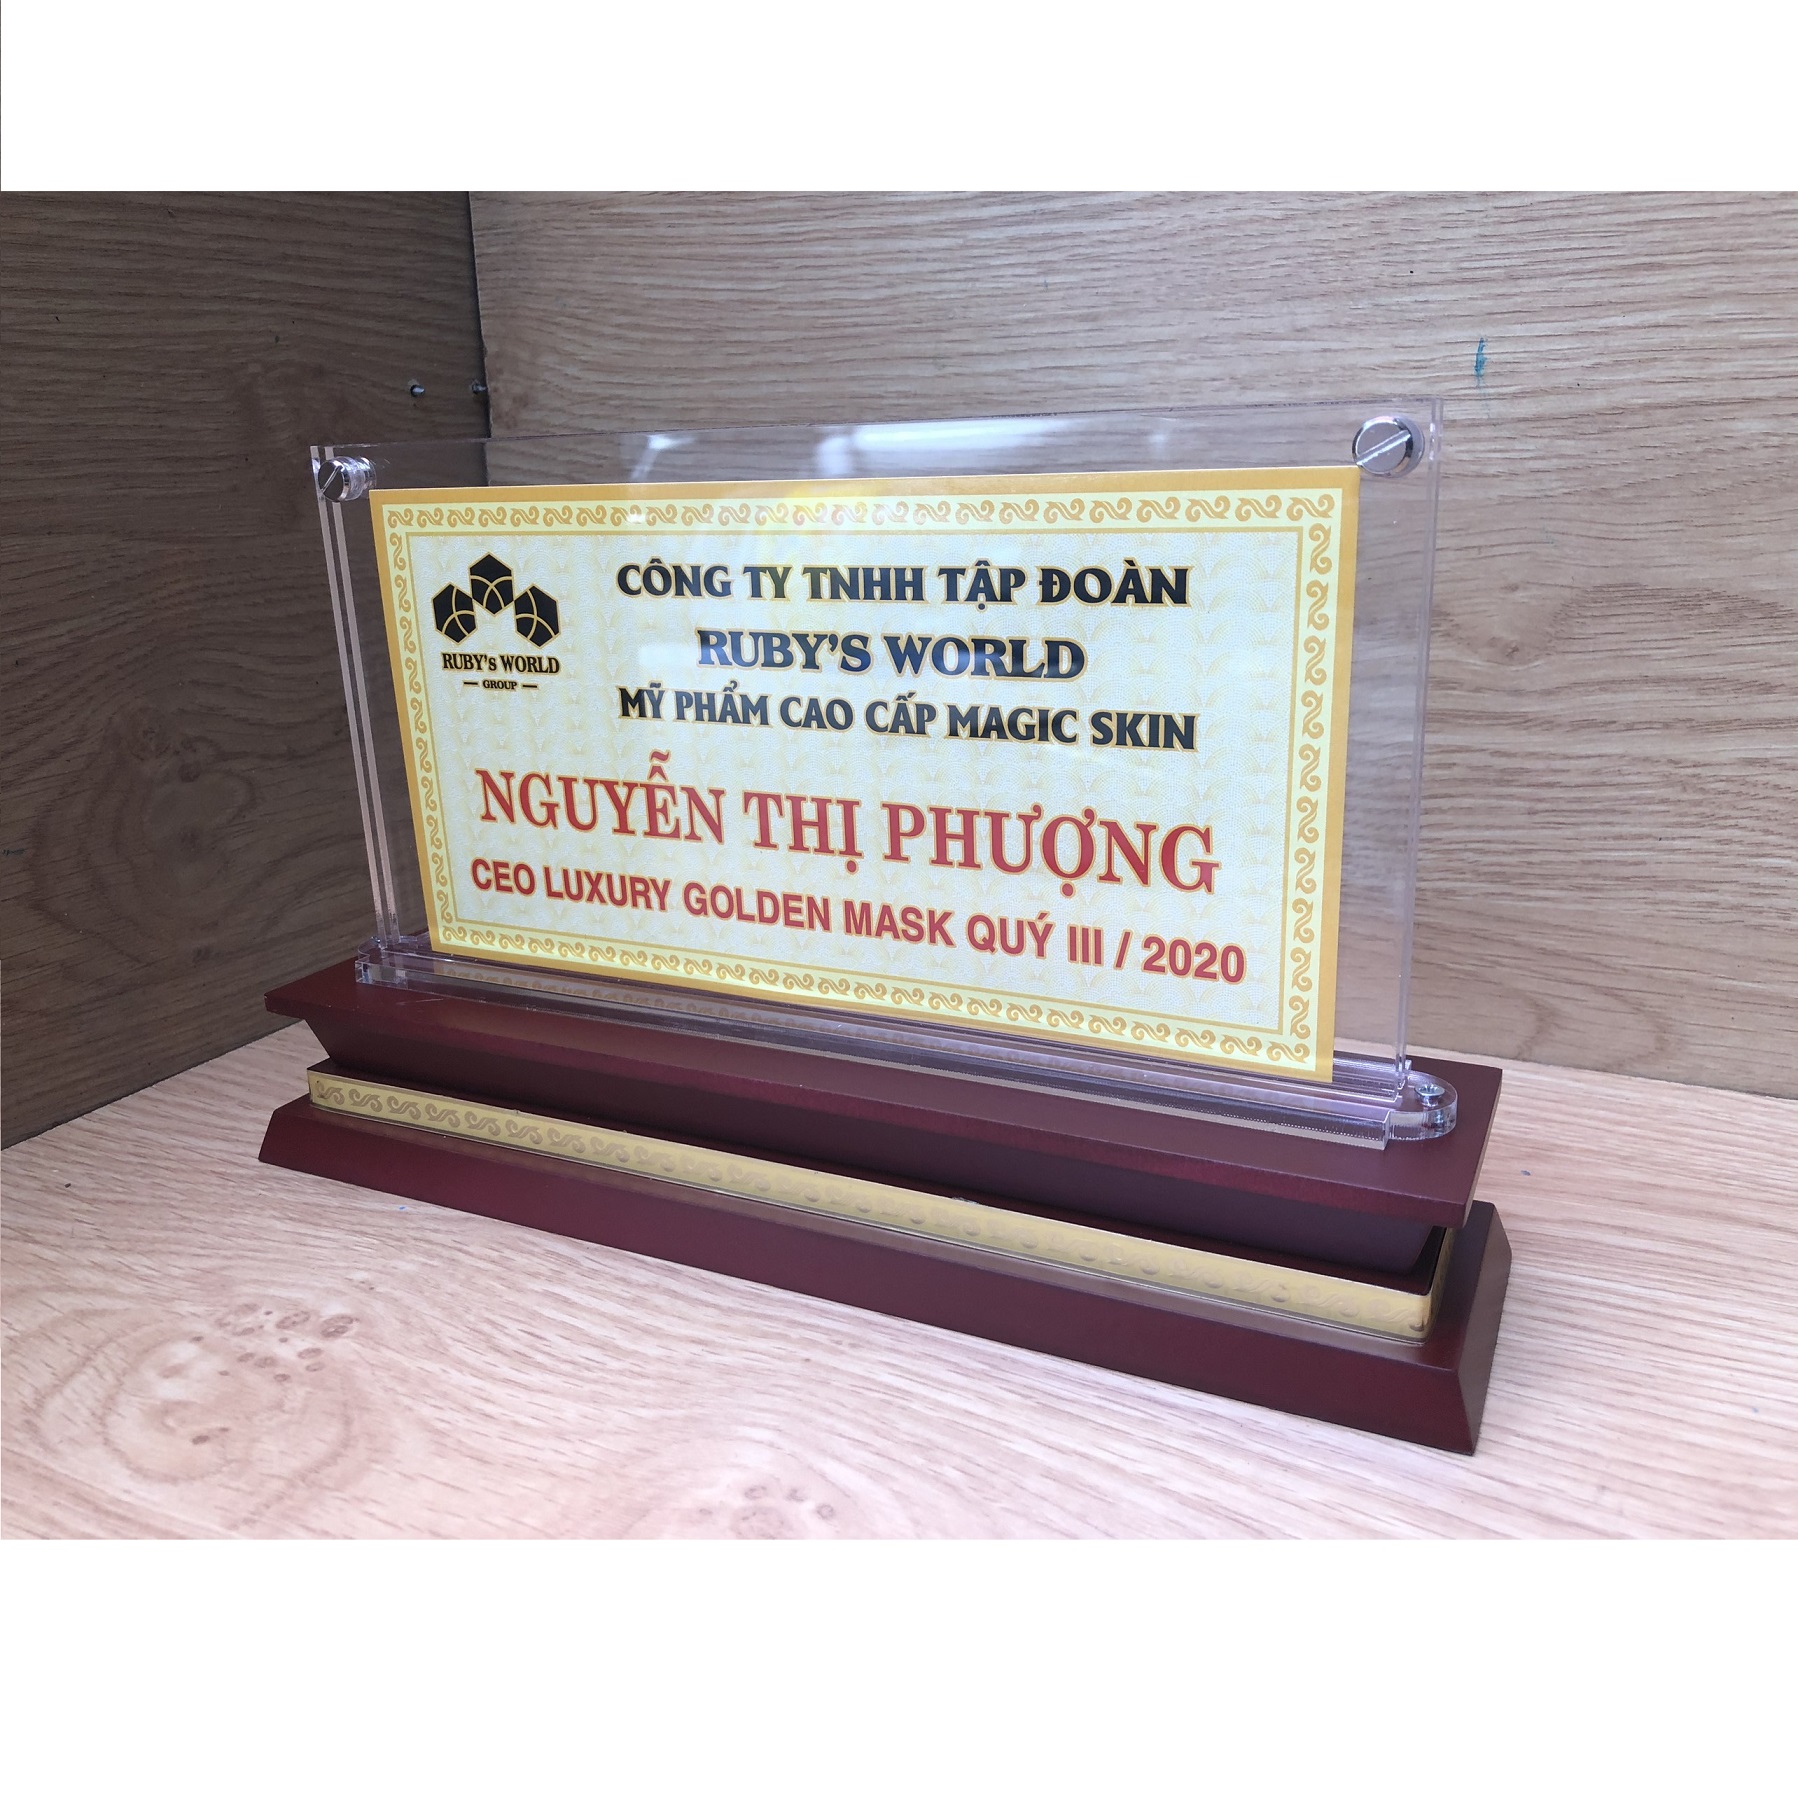 RUBY's WORLD
GROUP
CÔNG TY TNHH TẬP ĐOÀN
RUBY'S WORLD
MỸ PHẨM CAO CẤP MAGIC SKIN
NGUYỄN THỊ PHƯỢNG
CEO LUXURY GOLDEN MASK QUÝ III / 2020